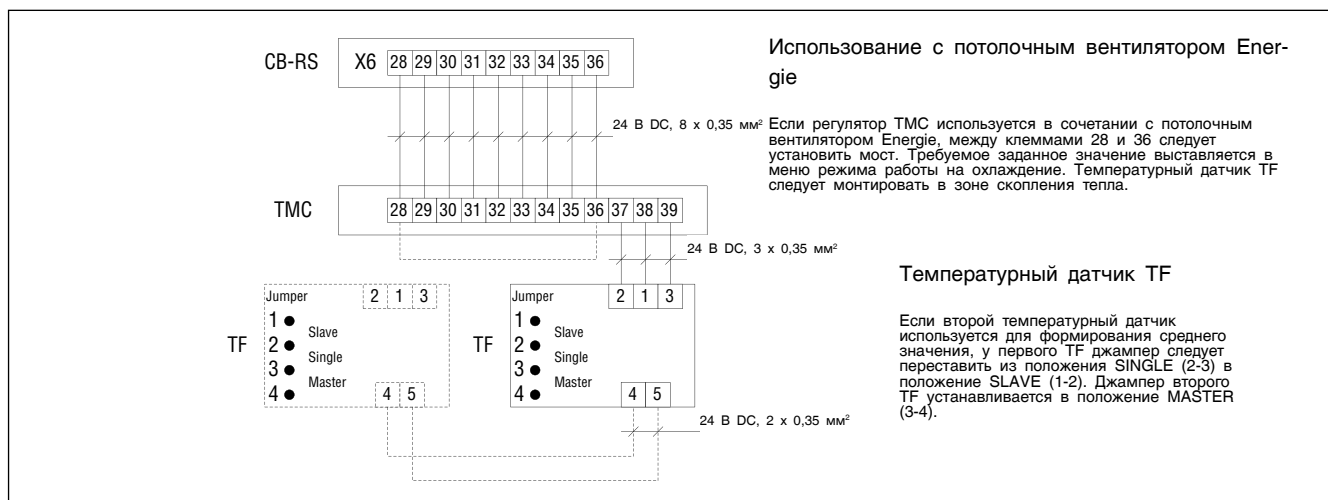 CB-RS X6 28 29 30 31 32 33 34 35 36
24 В DC, 8 x 0,35 мм²
TMC 28 29 30 31 32 33 34 35 36 37 38 39
24 В DC, 3 x 0,35 мм²
TF
Jumper 2 1 3
1
Slave
2
Single
3
Master
4
4 5
TF
Jumper 2 1 3
1
Slave
2
Single
3
Master
4
4 5
24 В DC, 2 x 0,35 мм²
Использование с потолочным вентилятором Ener-
gie
Если регулятор TMC используется в сочетании с потолочным
вентилятором Energie, между клеммами 28 и 36 следует
установить мост. Требуемое заданное значение выставляется в
меню режима работы на охлаждение. Температурный датчик TF
следует монтировать в зоне скопления тепла.
Температурный датчик TF
Если второй температурный датчик
используется для формирования среднего
значения, у первого TF джампер следует
переставить из положения SINGLE (2-3) в
положение SLAVE (1-2). Джампер второго
TF устанавливается в положение MASTER
(3-4).